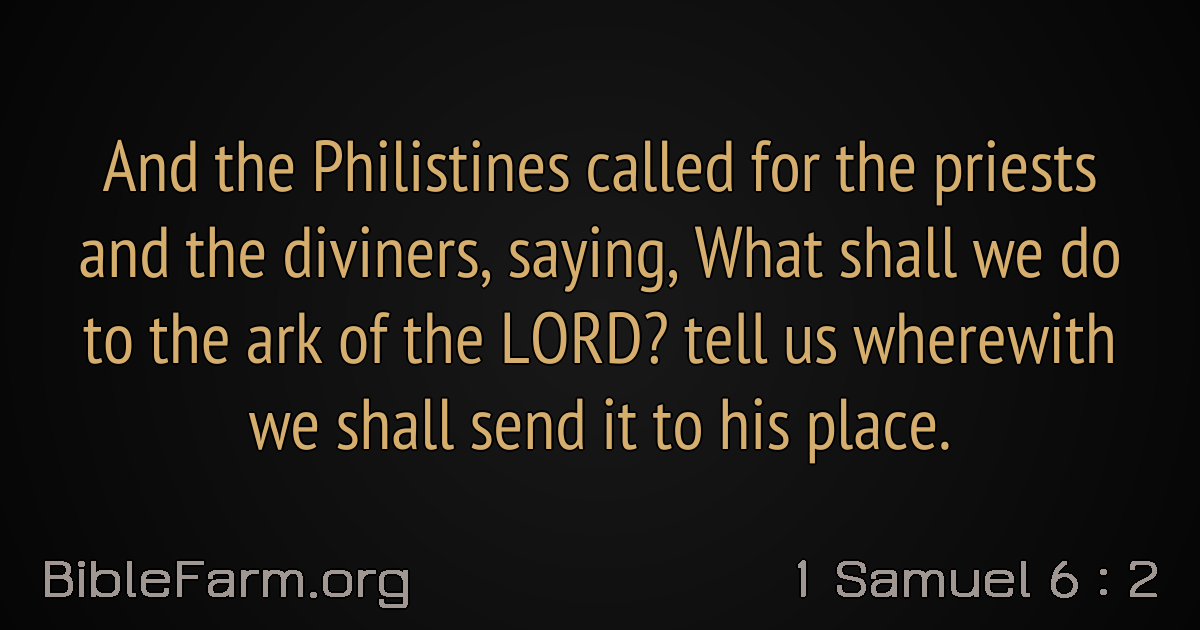 And the Philistines called for the priests
and the diviners, saying, What shall we do
to the ark of the LORD? tell us wherewith
we shall send it to his place.
BibleFarm.org
1 Samuel 6 : 2